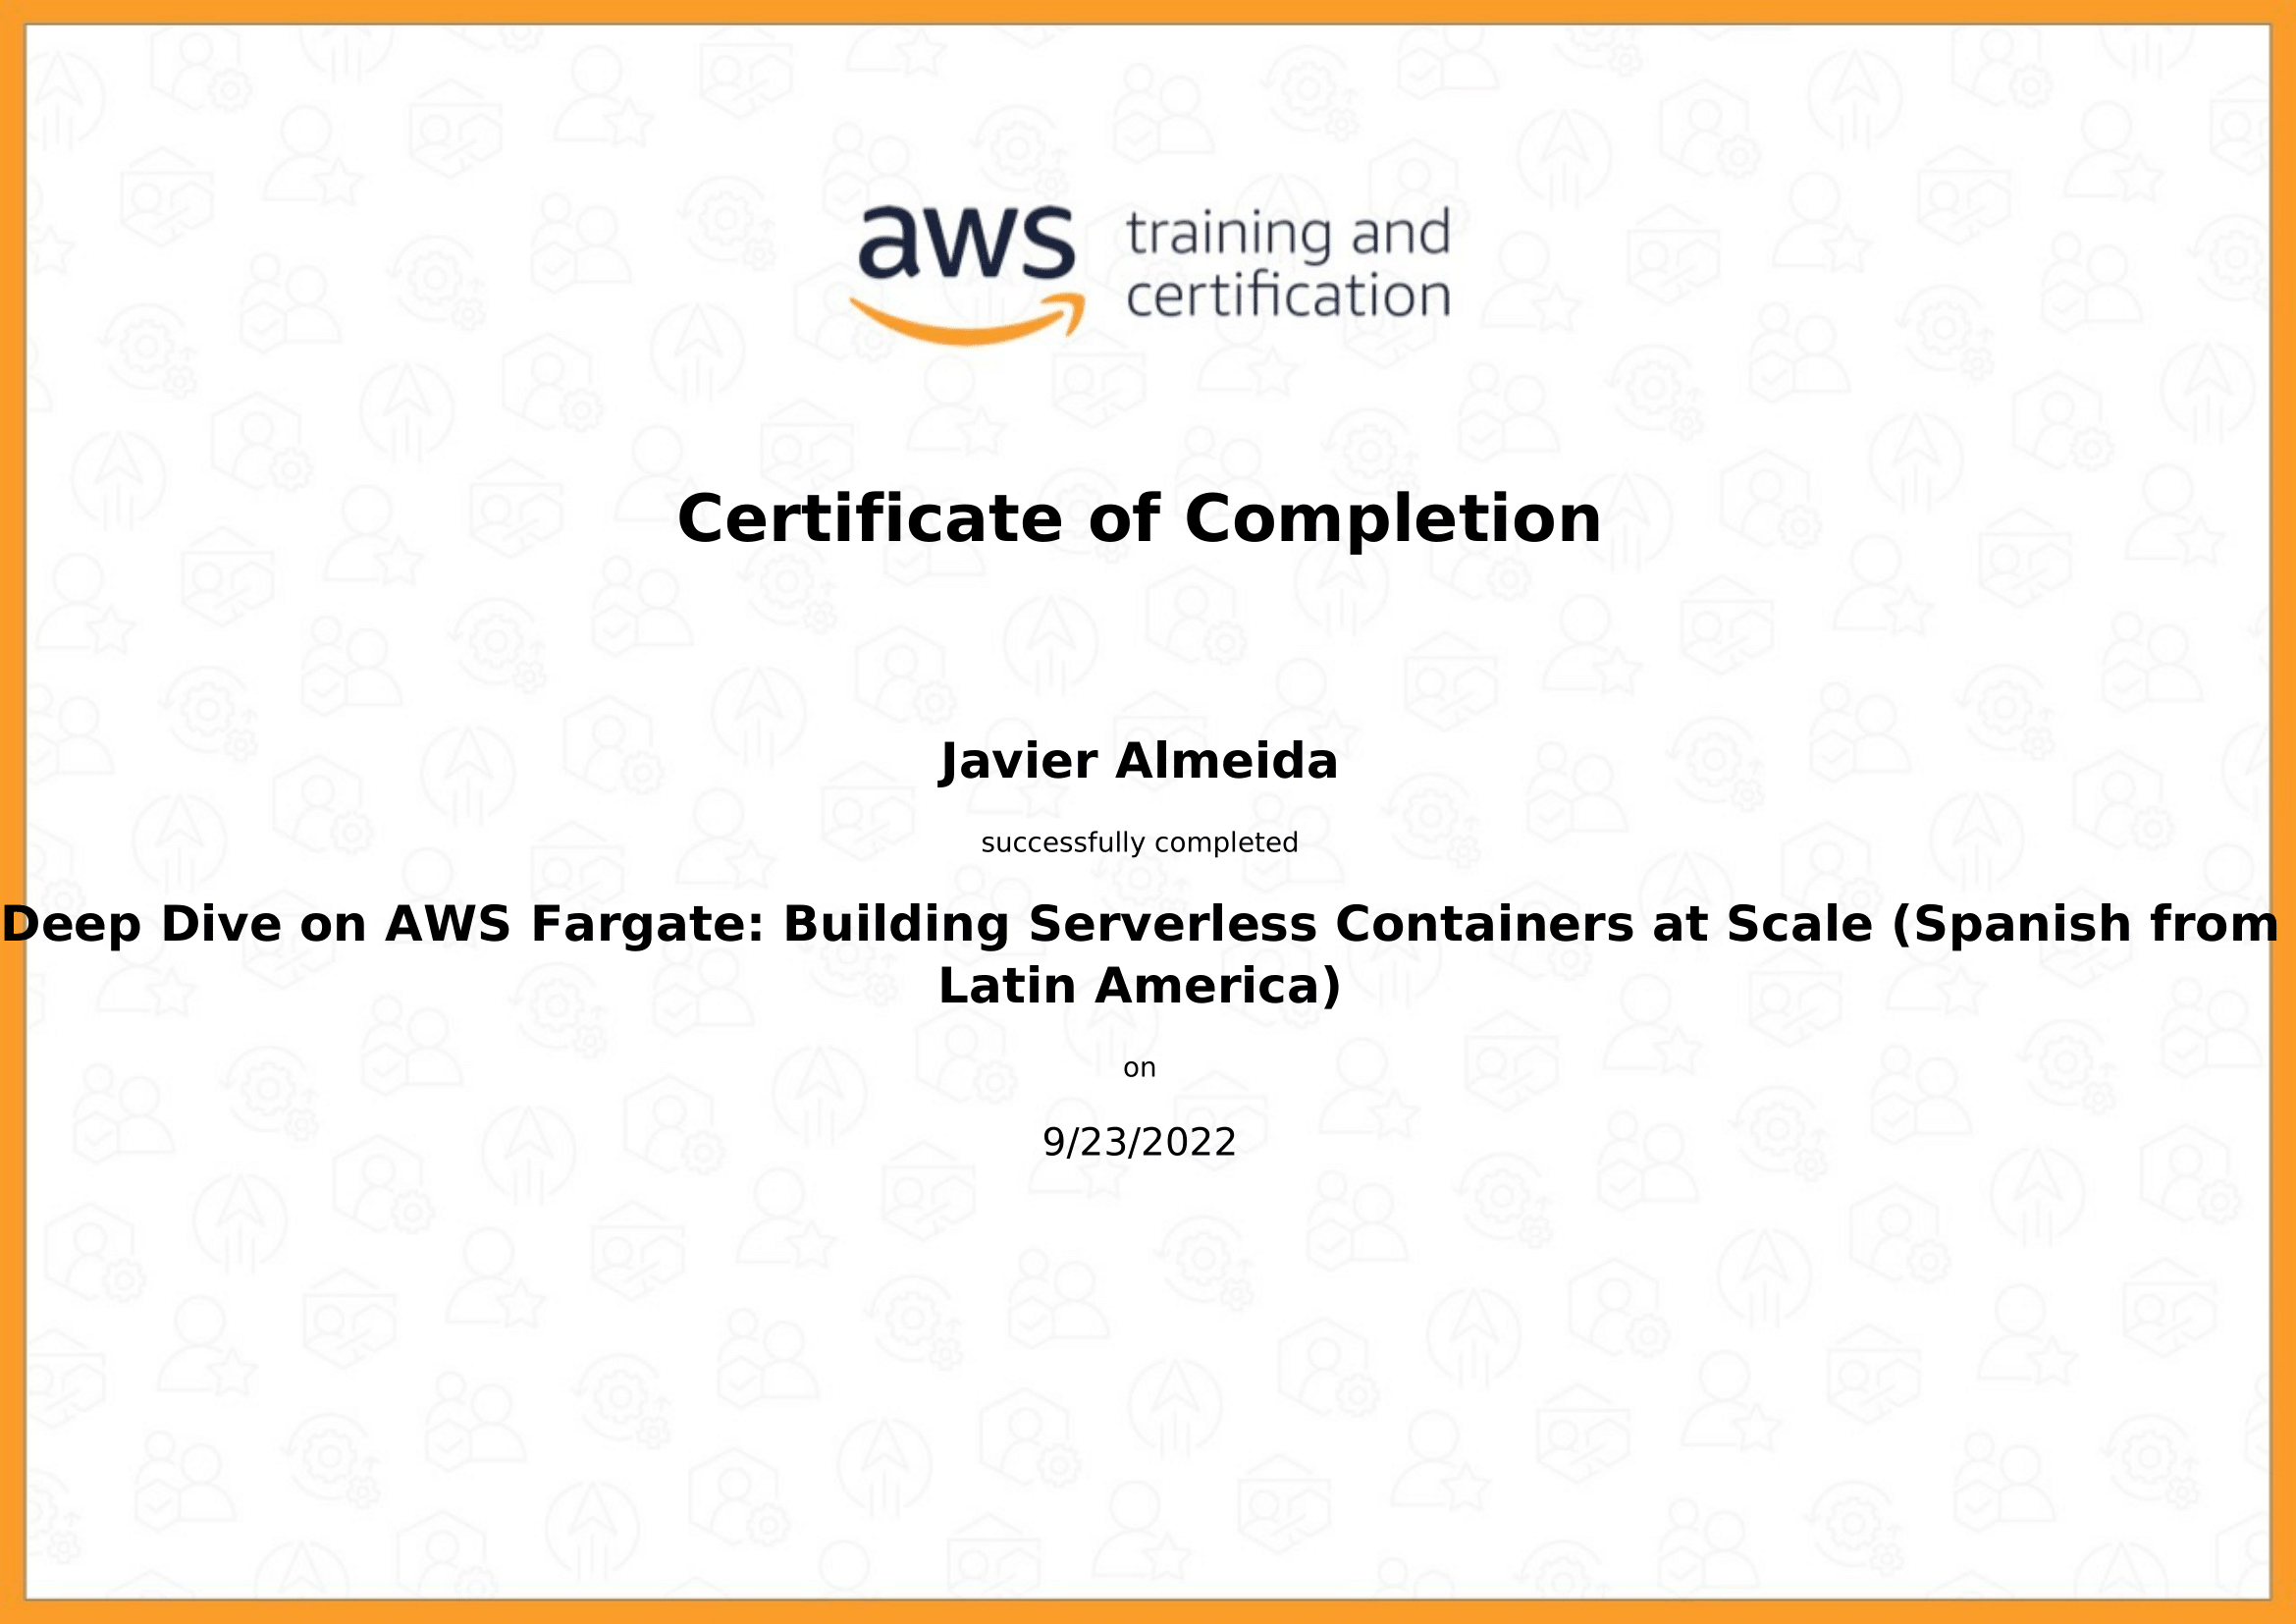 aws training and
certification
Certificate of Completion
Javier Almeida
successfully completed
Deep Dive on AWS Fargate: Building Serverless Containers at Scale (Spanish from
Latin America)
on
9/23/2022